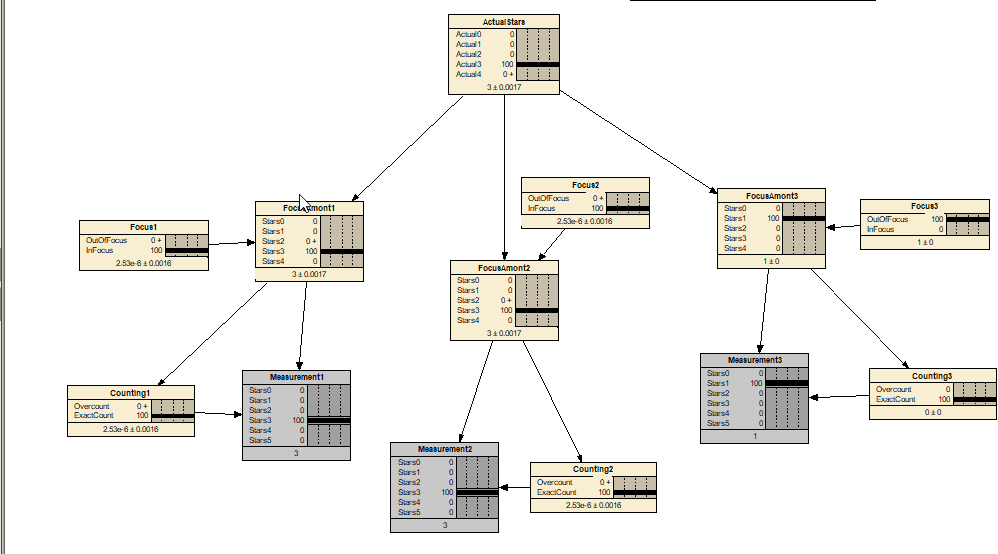 ActualStars
Actual0 0
Actual1 0
Actual2 0
Actual3 100
Actual4 0 +
3 ± 0.0017
Focus1
OutOfFocus 0 +
InFocus 100
2.53e-6 ± 0.0016
Stars0 0
Stars1 0
Stars2 0 +
Stars3 100
Stars4 0
3 ± 0.0017
Focus2
OutOfFocus 0 +
InFocus 100
2.53e-6 ± 0.0016
FocusAmont2
Stars0 0
Stars1 0
Stars2 0 +
Stars3 100
Stars4 0
3 ± 0.0017
FocusAmont3
Stars0 0
Stars1 100
Stars2 0
Stars3 0
Stars4 0
1 ± 0
Focus3
OutOfFocus 100
InFocus 0
1 ± 0
Counting1
Overcount 0 +
ExactCount 100
2.53e-6 ± 0.0016
Measurement1
Stars0 0
Stars1 0
Stars2 0
Stars3 100
Stars4 0
Stars5 0
3
Measurement2
Stars0 0
Stars1 0
Stars2 0
Stars3 100
Stars4 0
Stars5 0
3
Counting2
Overcount 0 +
ExactCount 100
2.53e-6 ± 0.0016
Measurement3
Stars0 0
Stars1 100
Stars2 0
Stars3 0
Stars4 0
Stars5 0
1
Counting3
Overcount 0
ExactCount 100
0 ± 0